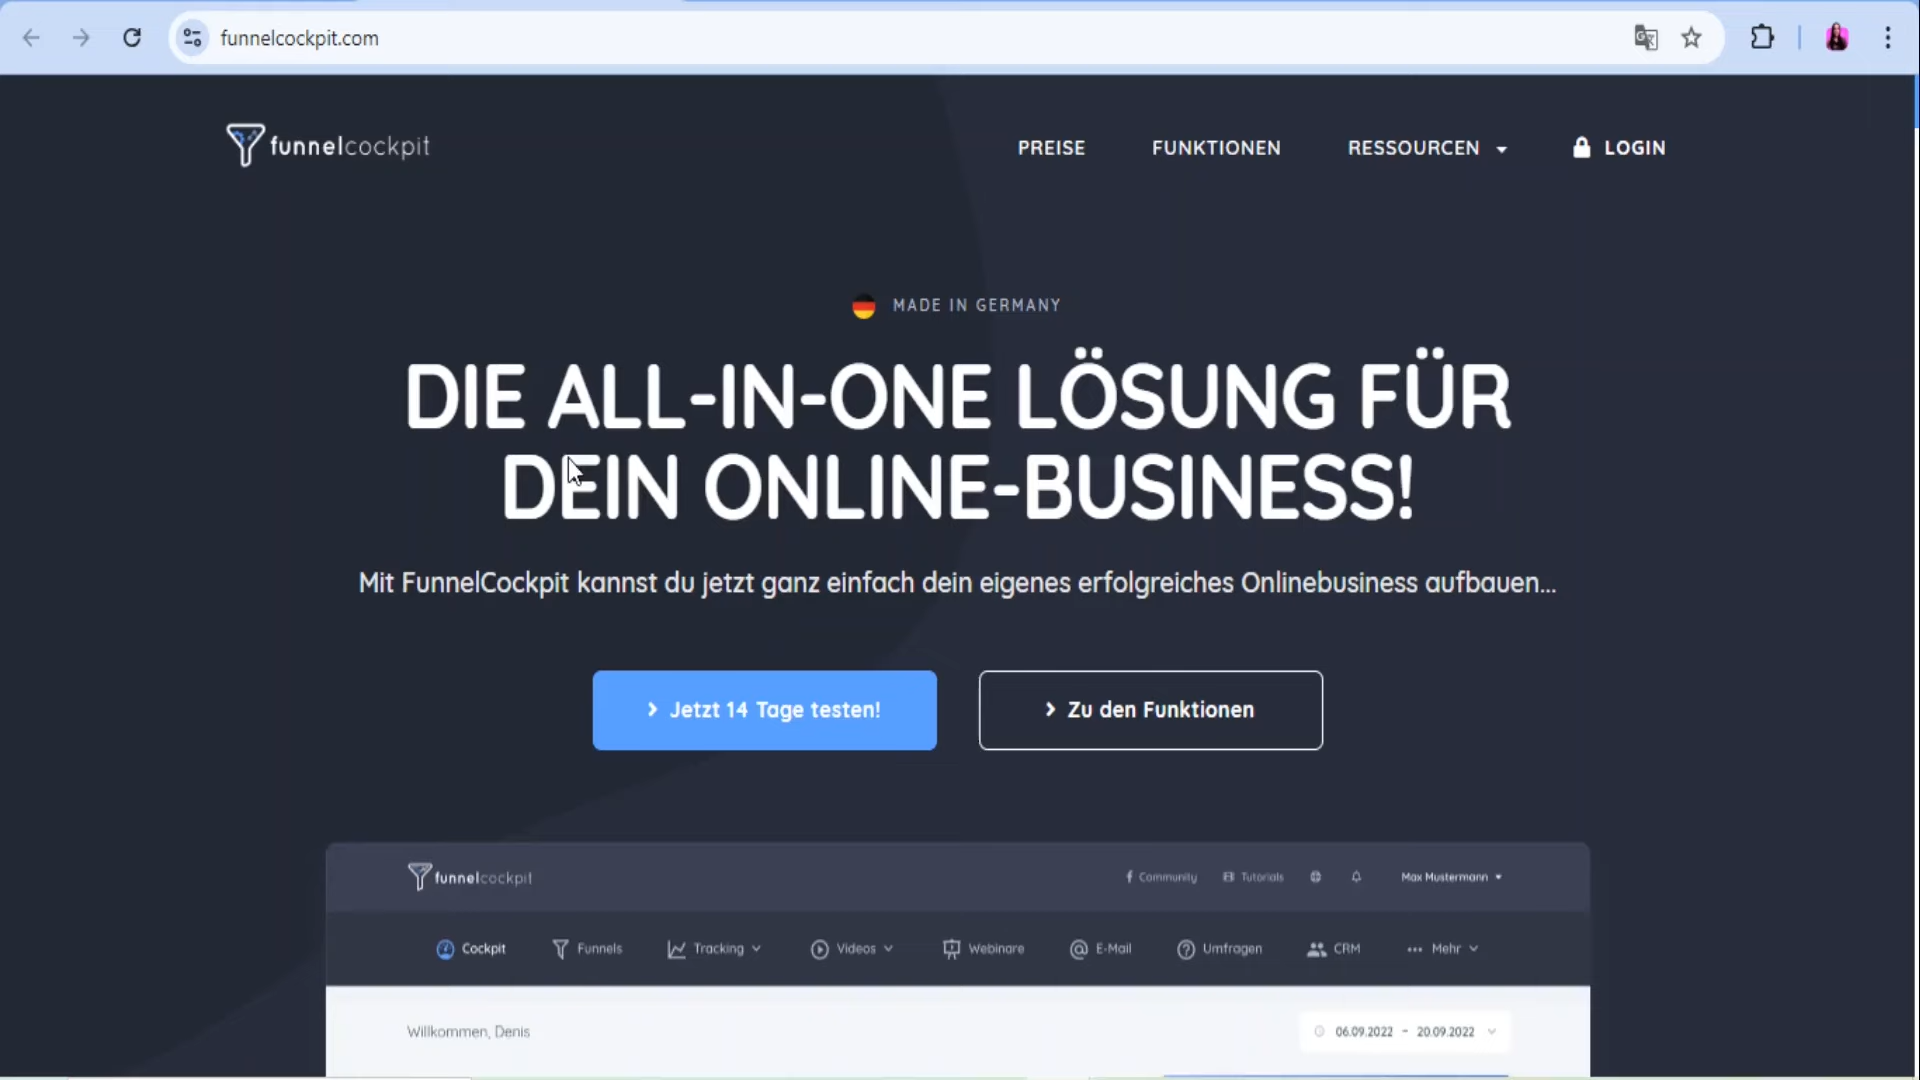 funnelcockpit.com
funnelcockpit
PREISE
FUNKTIONEN
RESSOURCEN
LOGIN
MADE IN GERMANY
DIE ALL-IN-ONE LÖSUNG FÜR
DEIN ONLINE-BUSINESS!
Mit FunnelCockpit kannst du jetzt ganz einfach dein eigenes erfolgreiches Onlinebusiness aufbauen...
Jetzt 14 Tage testen!
Zu den Funktionen
funnelcockpit
Community
Tutorials
Max Mustermann
Cockpit
Funnels
Tracking
Videos
Webinare
E-Mail
Umfragen
CRM
Mehr
Willkommen, Denis
06.09.2022 - 20.09.2022